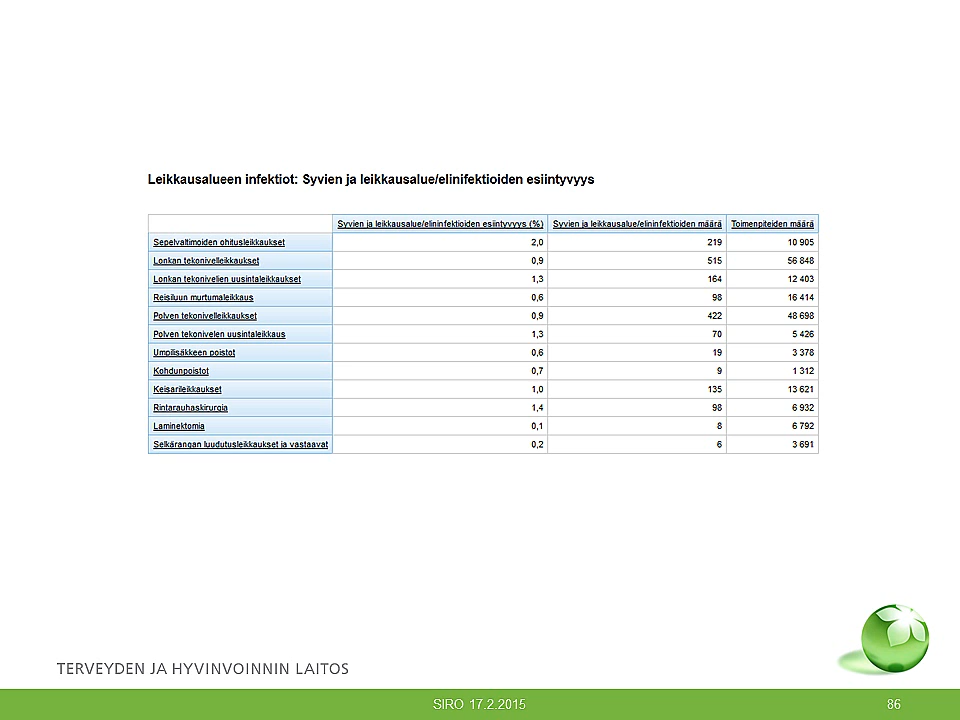 Leikkausalueen infektiot: Syvien ja leikkausalue/elinifektioiden esiintyvyys
Syvien ja leikkausalue/elininfektioiden esiintyvyys (%) Syvien ja leikkausalue/elininfektioiden määrä Toimenpiteiden määrä
Sepelvaltimoiden ohitusleikkaukset 2,0 219 10 905
Lonkan tekonivelleikkaukset 0,9 515 56 848
Lonkan tekonivelien uusintaleikkaukset 1,3 164 12 403
Reisiluun murtumaleikkaus 0,6 98 16 414
Polven tekonivelleikkaukset 0,9 422 48 698
Polven tekonivelen uusintaleikkaus 1,3 70 5 426
Umpilisäkkeen poistot 0,6 19 3 378
Kohdunpoistot 0,7 9 1 312
Keisarileikkaukset 1,0 135 13 621
Rintarauhaskirurgia 1,4 98 6 932
Laminektomia 0,1 8 6 792
Selkärangan luudutusleikkaukset ja vastaavat 0,2 6 3 691
TERVEYDEN JA HYVINVOINNIN LAITOS
SIRO 17.2.2015 86